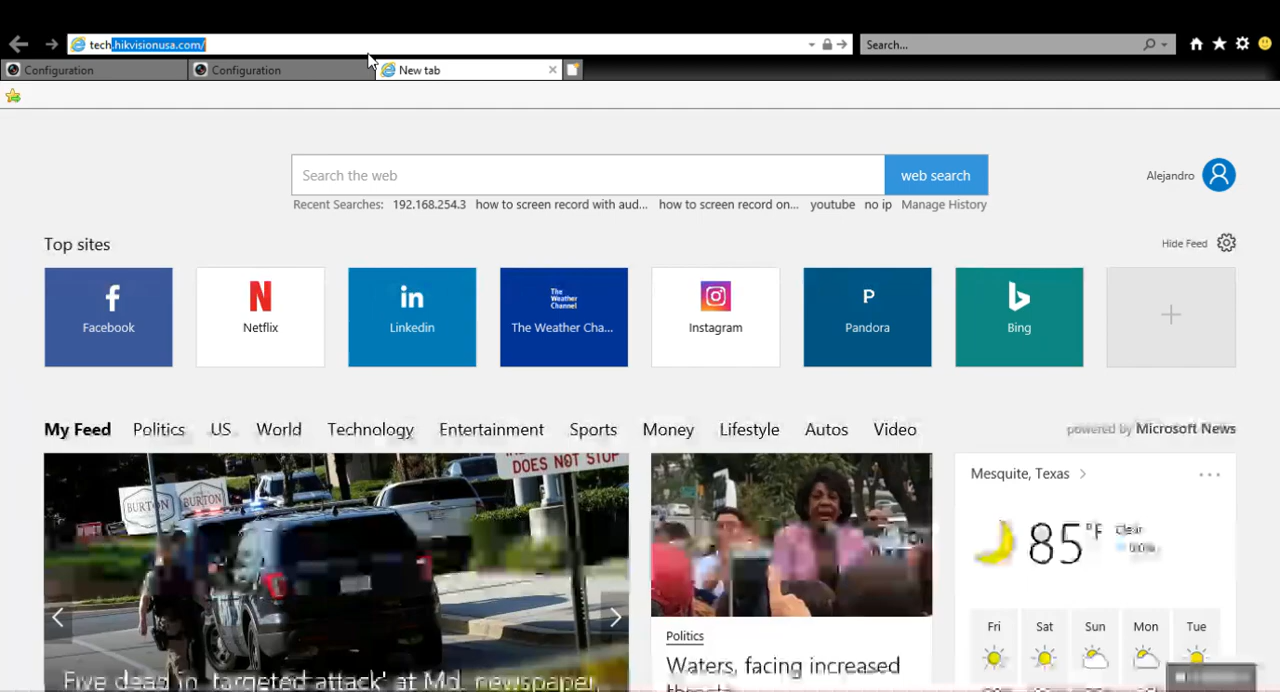 tech.hikvisionusa.com/
Search...
Configuration
Configuration
New tab
Search the web
web search
Alejandro
Recent Searches: 192.168.254.3 how to screen record with aud... how to screen record on... youtube no ip Manage History
Top sites
Hide Feed
Facebook
Netflix
Linkedin
The Weather Channel
The Weather Cha...
Instagram
P
Pandora
Bing
My Feed Politics US World Technology Entertainment Sports Money Lifestyle Autos Video
powered by Microsoft News
BURTON
BURTON
DOES NOT STOP
Five dead in 'targeted attack' at Md. newspaper,
Politics
Waters, facing increased
threats
Mesquite, Texas
85°F
Clear
Fri Sat Sun Mon Tue